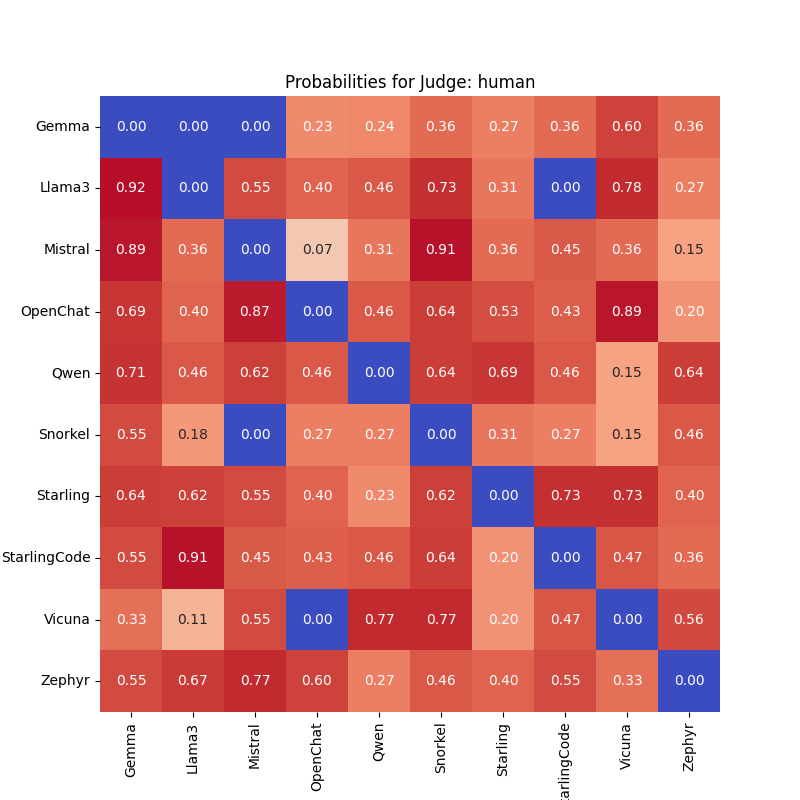 Probabilities for Judge: human
Gemma 0.00 0.00 0.00 0.23 0.24 0.36 0.27 0.36 0.60 0.36
Llama3 0.92 0.00 0.55 0.40 0.46 0.73 0.31 0.00 0.78 0.27
Mistral 0.89 0.36 0.00 0.07 0.31 0.91 0.36 0.45 0.36 0.15
OpenChat 0.69 0.40 0.87 0.00 0.46 0.64 0.53 0.43 0.89 0.20
Qwen 0.71 0.46 0.62 0.46 0.00 0.64 0.69 0.46 0.15 0.64
Snorkel 0.55 0.18 0.00 0.27 0.27 0.00 0.31 0.27 0.15 0.46
Starling 0.64 0.62 0.55 0.40 0.23 0.62 0.00 0.73 0.73 0.40
StarlingCode 0.55 0.91 0.45 0.43 0.46 0.64 0.20 0.00 0.47 0.36
Vicuna 0.33 0.11 0.55 0.00 0.77 0.77 0.20 0.47 0.00 0.56
Zephyr 0.55 0.67 0.77 0.60 0.27 0.46 0.40 0.55 0.33 0.00
Gemma Llama3 Mistral OpenChat Qwen Snorkel Starling arlingCode Vicuna Zephyr